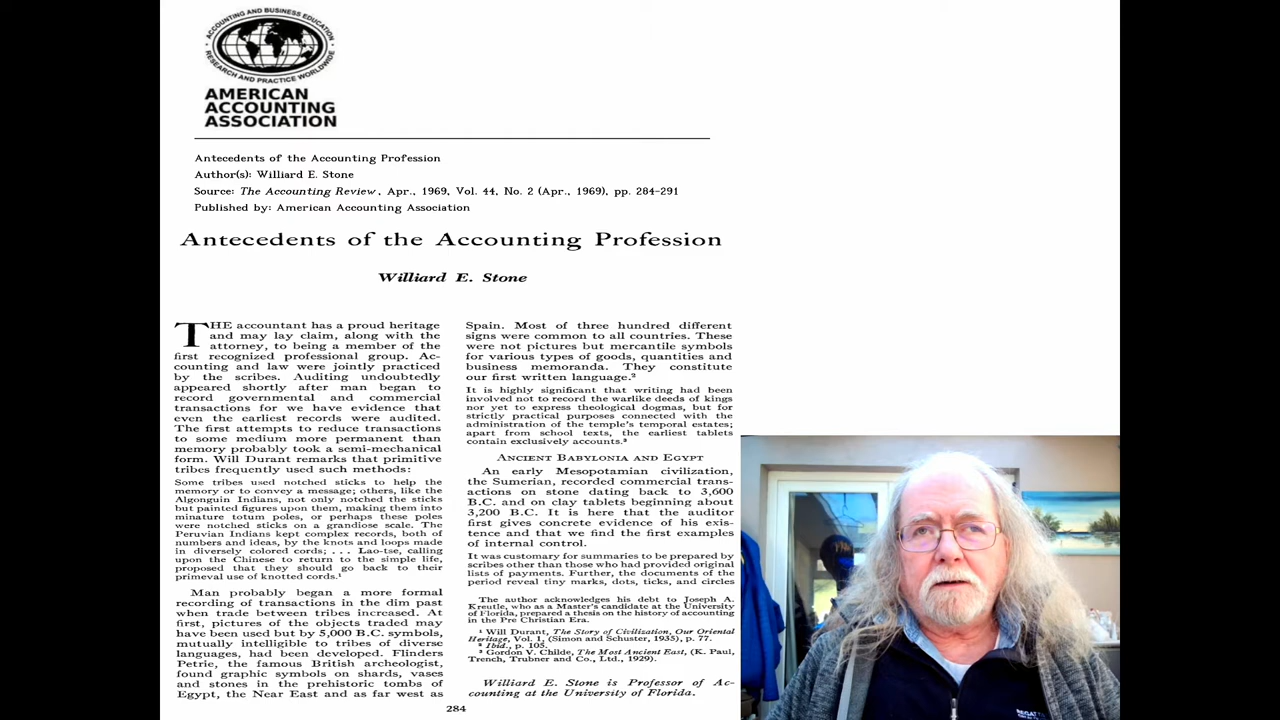 ACCOUNTING AND BUSINESS EDUCATION
RESEARCH AND PRACTICE WORLDWIDE
AMERICAN
ACCOUNTING
ASSOCIATION
Antecedents of the Accounting Profession
Author(s): Williard E. Stone
Source: The Accounting Review, Apr., 1969, Vol. 44, No. 2 (Apr., 1969), pp. 284-291
Published by: American Accounting Association
Antecedents of the Accounting Profession
Williard E. Stone
THE accountant has a proud heritage
and may lay claim, along with the
attorney, to being a member of the
first recognized professional group. Ac-
counting and law were jointly practiced
by the scribes. Auditing undoubtedly
appeared shortly after man began to
record governmental and commercial
transactions for we have evidence that
even the earliest records were audited.
The first attempts to reduce transactions
to some medium more permanent than
memory probably took a semi-mechanical
form. Will Durant remarks that primitive
tribes frequently used such methods:
Some tribes used notched sticks to help the
memory or to convey a message; others, like the
Algonguin Indians, not only notched the sticks
but painted figures upon them, making them into
minature totum poles, or perhaps these poles
were notched sticks on a grandiose scale. The
Peruvian Indians kept complex records, both of
numbers and ideas, by the knots and loops made
in diversely colored cords; . . . Lao-tse, calling
upon the Chinese to return to the simple life,
proposed that they should go back to their
primeval use of knotted cords.¹
Man probably began a more formal
recording of transactions in the dim past
when trade between tribes increased. At
first, pictures of the objects traded may
have been used but by 5,000 B.C. symbols,
mutually intelligible to tribes of diverse
languages, had been developed. Flinders
Petrie, the famous British archeologist,
found graphic symbols on shards, vases
and stones in the prehistoric tombs of
Egypt, the Near East and as far west as
Spain. Most of three hundred different
signs were common to all countries. These
were not pictures but mercantile symbols
for various types of goods, quantities and
business memoranda. They constitute
our first written language.²
It is highly significant that writing had been
involved not to record the warlike deeds of kings
nor yet to express theological dogmas, but for
strictly practical purposes connected with the
administration of the temple's temporal estates;
apart from school texts, the earliest tablets
contain exclusively accounts.³
ANCIENT BABYLONIA AND EGYPT
An early Mesopotamian civilization,
the Sumerian, recorded commercial trans-
actions on stone dating back to 3,600
B.C. and on clay tablets beginning about
3,200 B.C. It is here that the auditor
first gives concrete evidence of his exis-
tence and that we find the first examples
of internal control.
It was customary for summaries to be prepared by
scribes other than those who had provided original
lists of payments. Further, the documents of the
period reveal tiny marks, dots, ticks, and circles
The author acknowledges his debt to Joseph A.
Kreutle, who as a Master's candidate at the University
of Florida, prepared a thesis on the history of accounting
in the Pre Christian Era.
¹ Will Durant, The Story of Civilization, Our Oriental
Heritage, Vol. 1, (Simon and Schuster, 1935), p. 77.
² Ibid., p. 105.
³ Gordon V. Childe, The Most Ancient East, (K. Paul,
Trench, Trubner and Co., Ltd., 1929).
Williard E. Stone is Professor of Ac-
counting at the University of Florida.
284